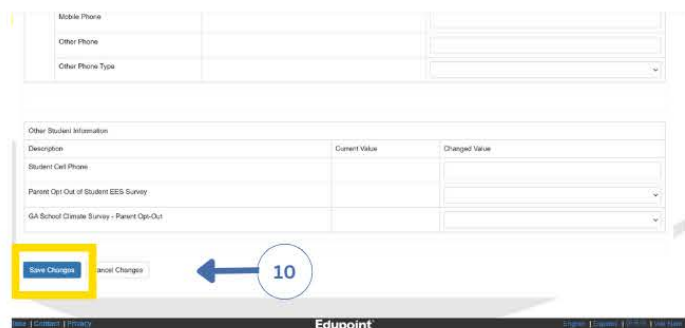 Mobile Phone
Other Phone
Other Phone Type
Other Student Information
Description Current Value Changed Value
Student Cell Phone
Parent Opt Out of Student EES Survey
GA School Climate Survey - Parent Opt-Out
Save Changes Cancel Changes 10
| Contact | Privacy Edupoint English | Español |